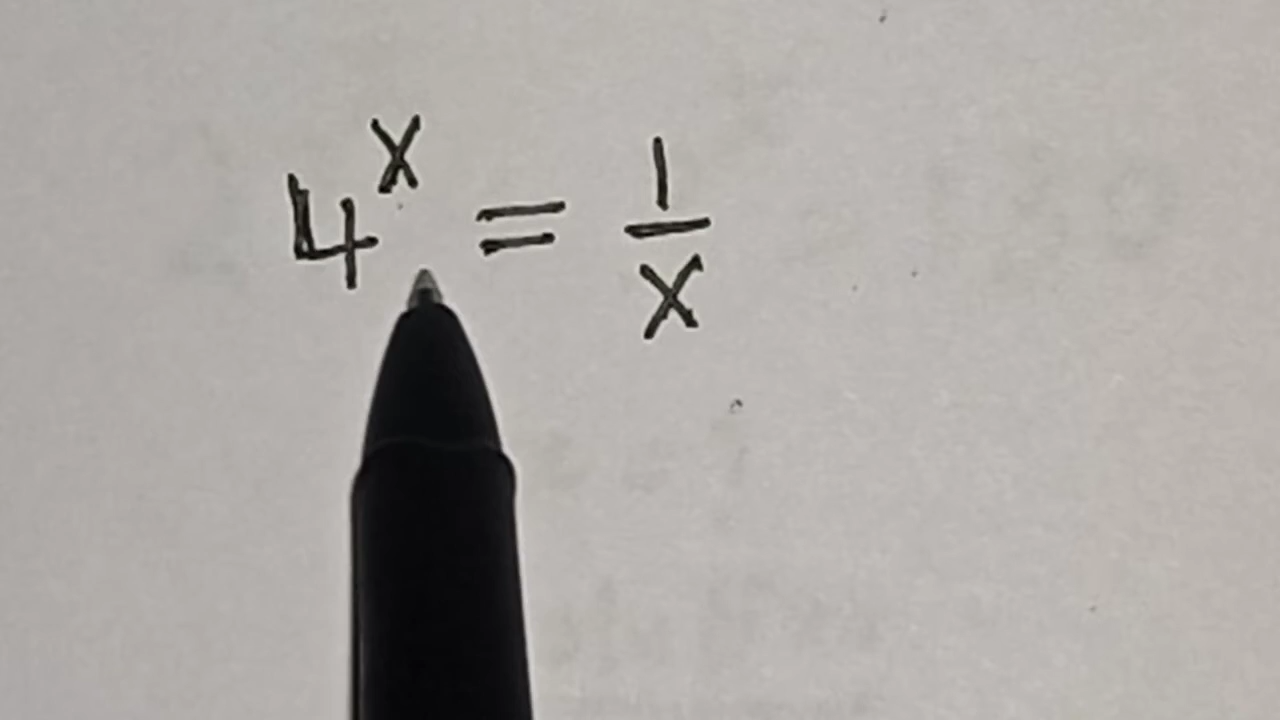 4^x = 1/x